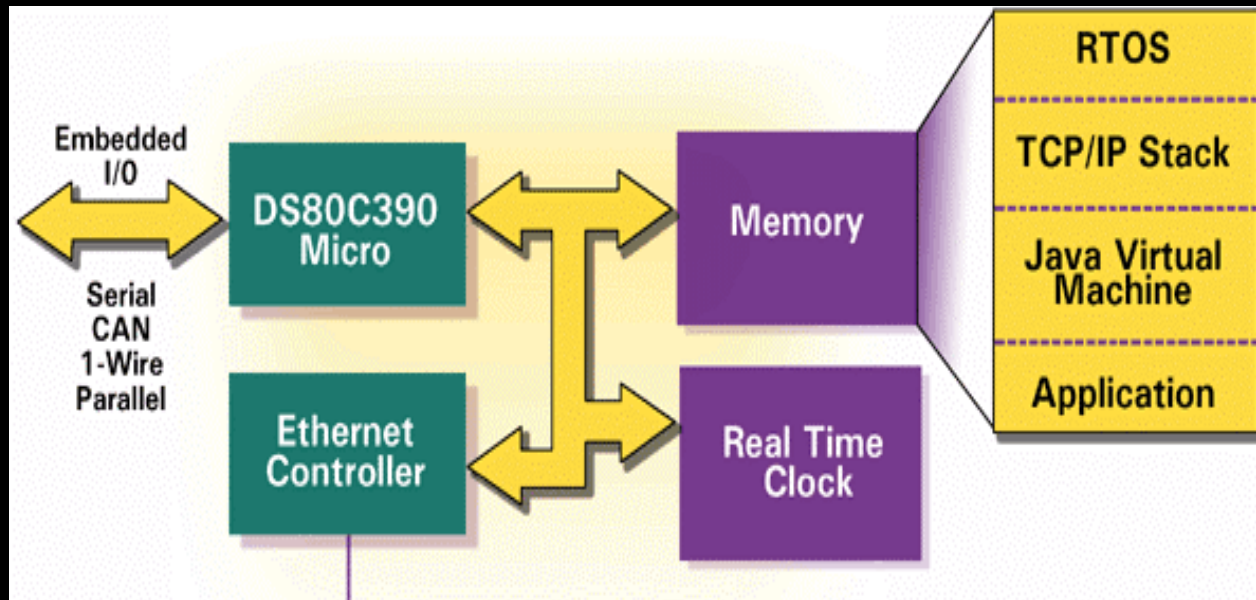 Embedded
I/O
Serial
CAN
1-Wire
Parallel
DS80C390
Micro
Ethernet
Controller
Memory
Real Time
Clock
RTOS
TCP/IP Stack
Java Virtual
Machine
Application